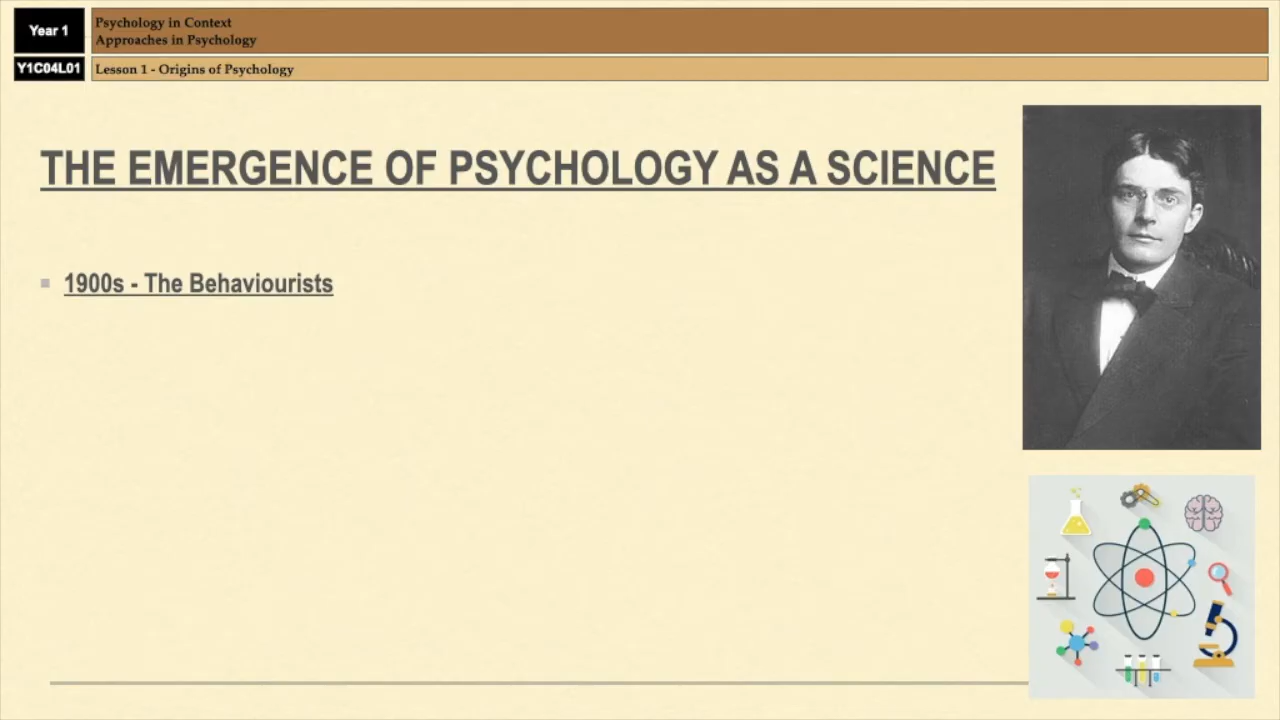 Year 1
Psychology in Context
Approaches in Psychology
Y1C04L01
Lesson 1 - Origins of Psychology
THE EMERGENCE OF PSYCHOLOGY AS A SCIENCE
1900s - The Behaviourists